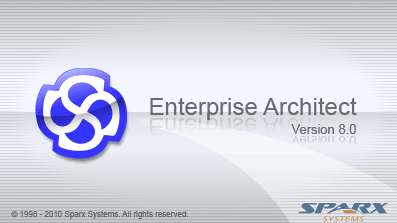 Enterprise Architect
Version 8.0
© 1998 - 2010 Sparx Systems. All rights reserved.
SPARX
SYSTEMS